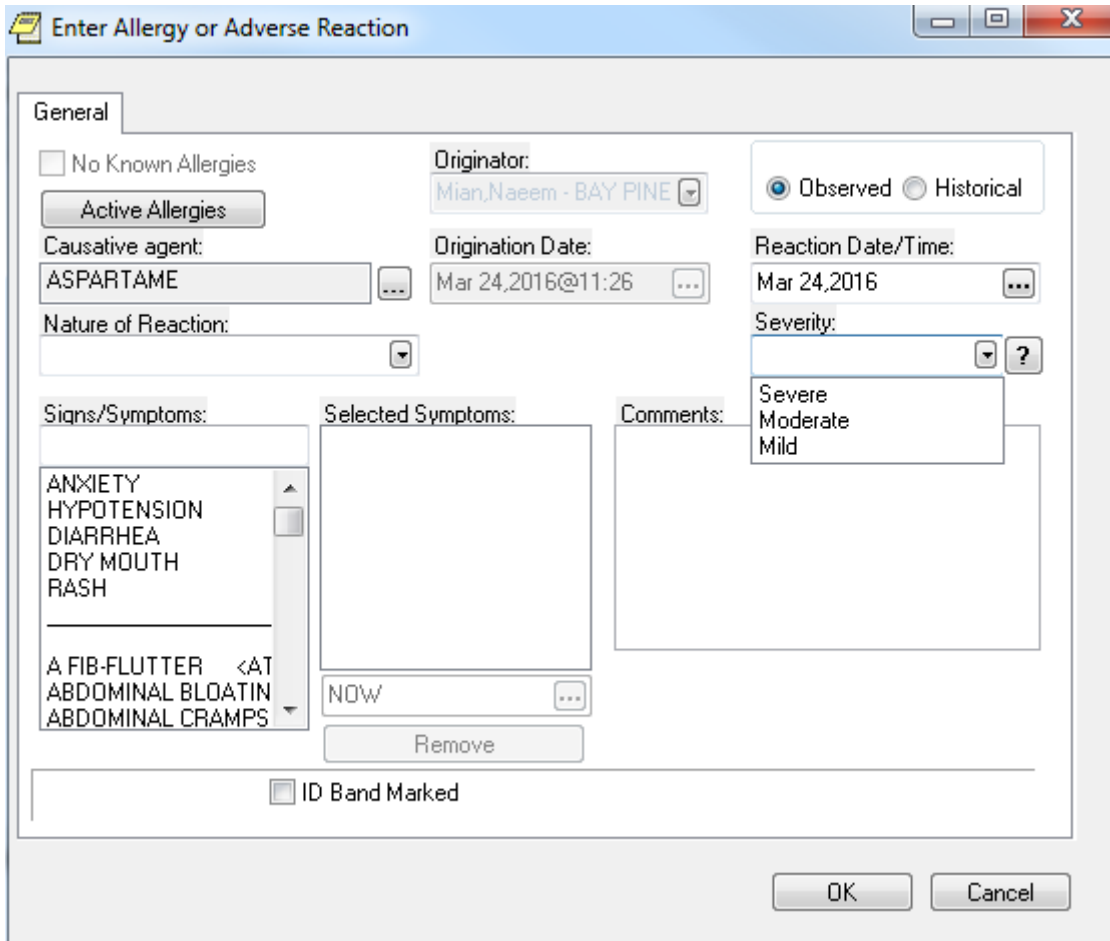 Enter Allergy or Adverse Reaction
General
No Known Allergies
Originator:
Mian,Naeem - BAY PINE
Observed
Historical
Active Allergies
Causative agent:
Origination Date:
Reaction Date/Time:
ASPARTAME
...
Mar 24,2016@11:26
...
Mar 24,2016
...
Nature of Reaction:
Severity:
?
Severe
Moderate
Mild
Signs/Symptoms:
Selected Symptoms:
Comments:
ANXIETY
HYPOTENSION
DIARRHEA
DRY MOUTH
RASH
A FIB-FLUTTER <AT
ABDOMINAL BLOATIN
ABDOMINAL CRAMPS
NOW
...
Remove
ID Band Marked
OK
Cancel